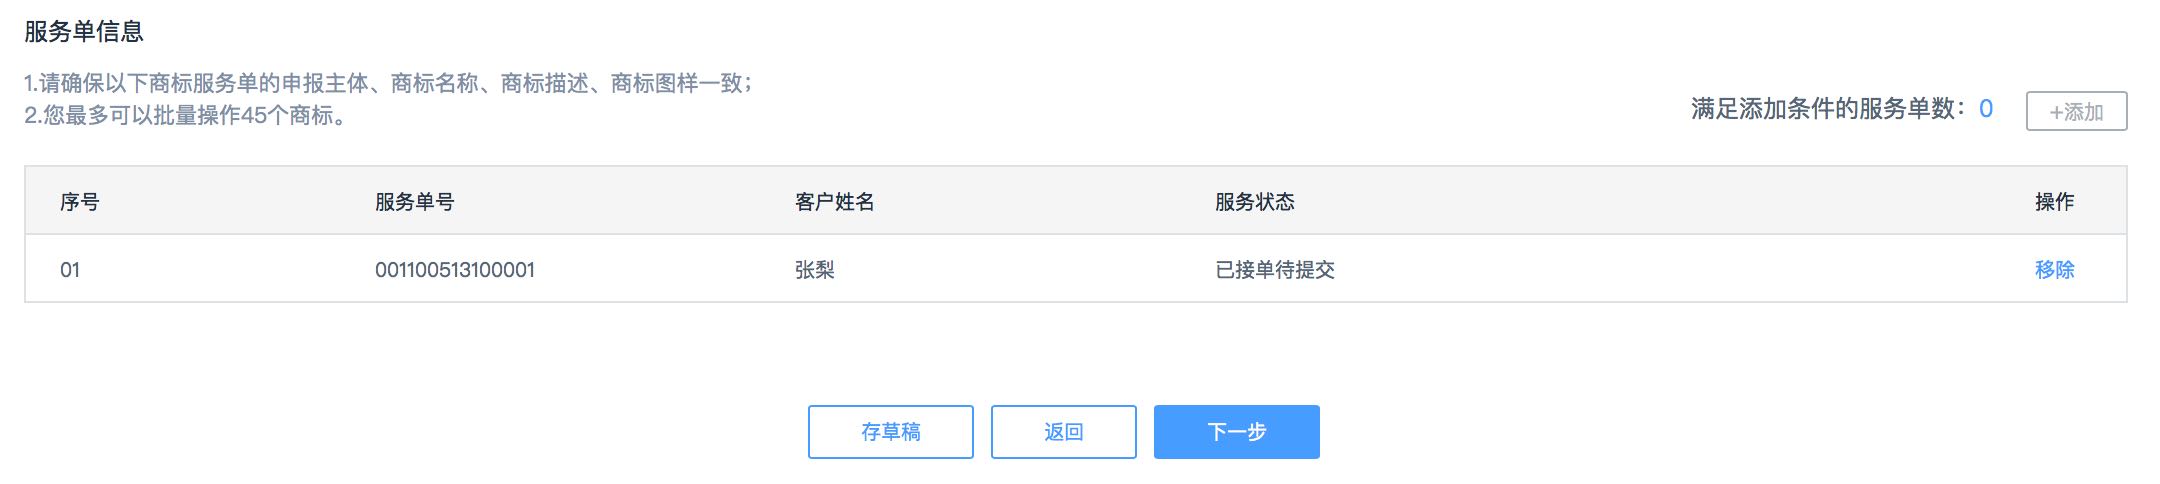 服务单信息
1.请确保以下商标服务单的申报主体、商标名称、商标描述、商标图样一致；
2.您最多可以批量操作45个商标。
满足添加条件的服务单数：0 +添加
序号 服务单号 客户姓名 服务状态 操作
01 001100513100001 张梨 已接单待提交 移除
存草稿 返回 下一步